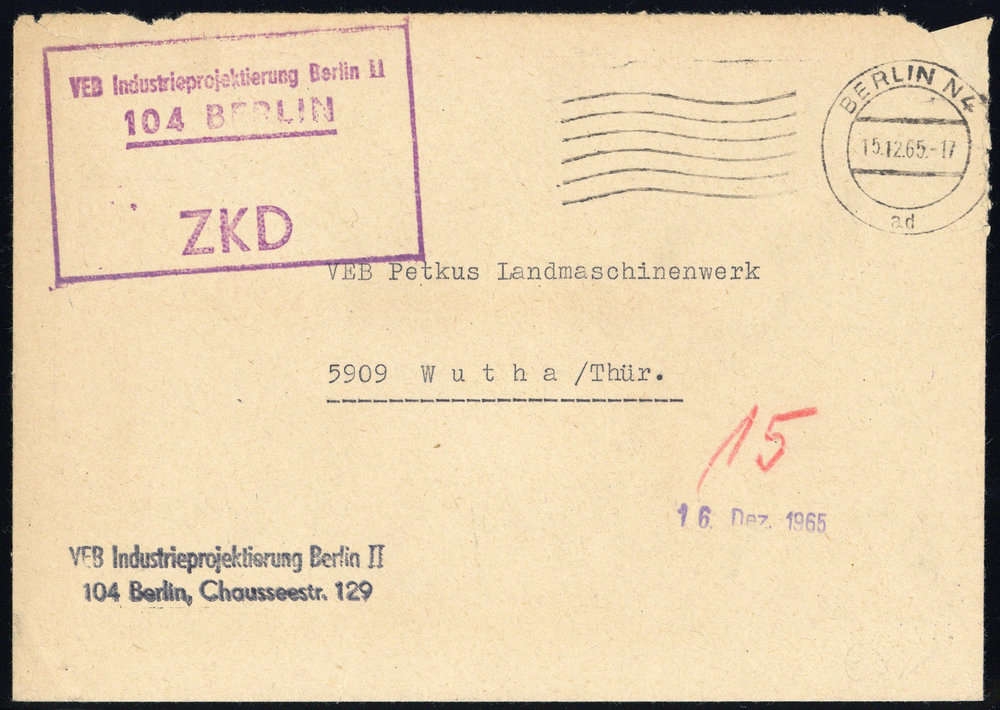 VEB Industrieprojektierung Berlin II
104 BERLIN
ZKD
BERLIN N4
15.12.65.-17
ad
VEB Petkus Landmaschinenwerk
5909 Wutha/Thür.
15
16. Dez. 1965
VEB Industrieprojektierung Berlin II
104 Berlin, Chausseestr. 129